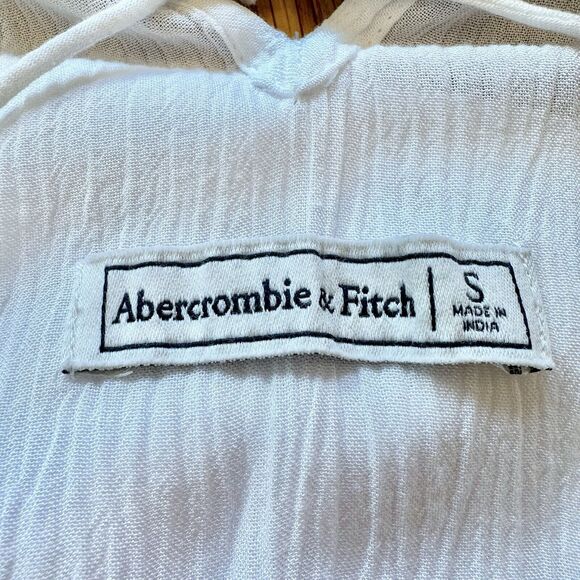 Abercrombie & Fitch
S
MADE IN
INDIA